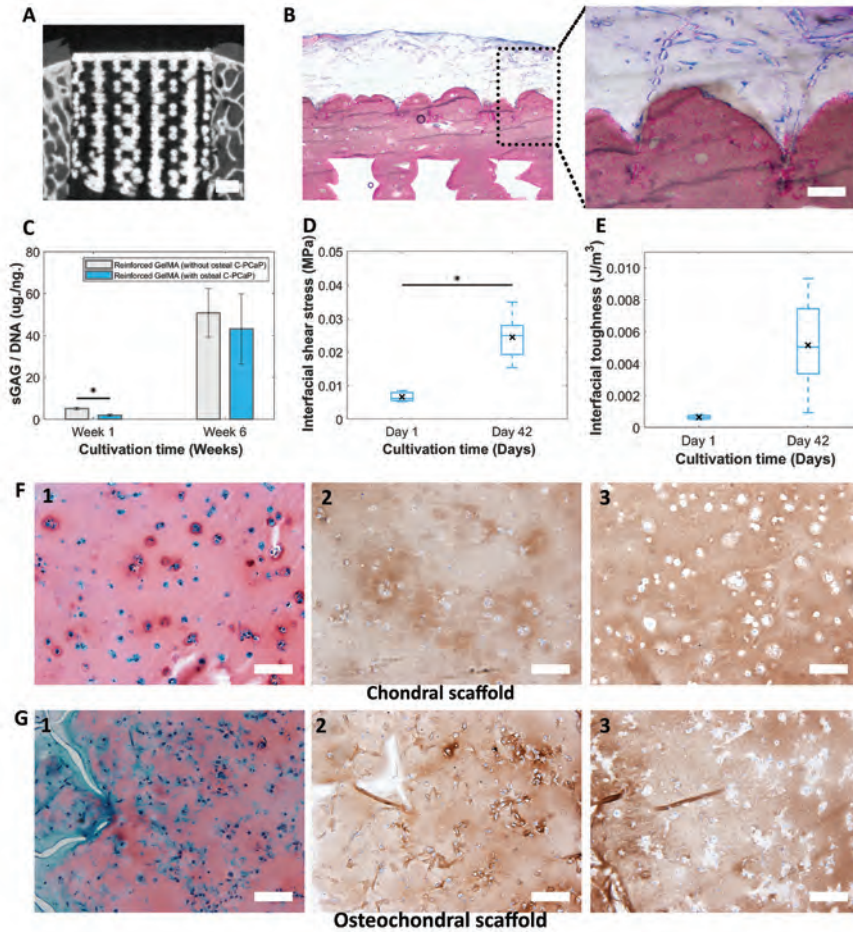 A
B
C
80
60
40
20
0
sGAG / DNA (ug./ng.)
Reinforced GelMA (without osteal C-PCaP)
Reinforced GelMA (with osteal C-PCaP)
*
Week 1
Week 6
Cultivation time (Weeks)
D
0.05
0.04
0.03
0.02
0.01
0
Interfacial shear stress (MPa)
*
Day 1
Day 42
Cultivation time (Days)
E
0.010
0.008
0.006
0.004
0.002
0
Interfacial toughness (J/m³)
Day 1
Day 42
Cultivation time (Days)
F
1
2
3
Chondral scaffold
G
1
2
3
Osteochondral scaffold